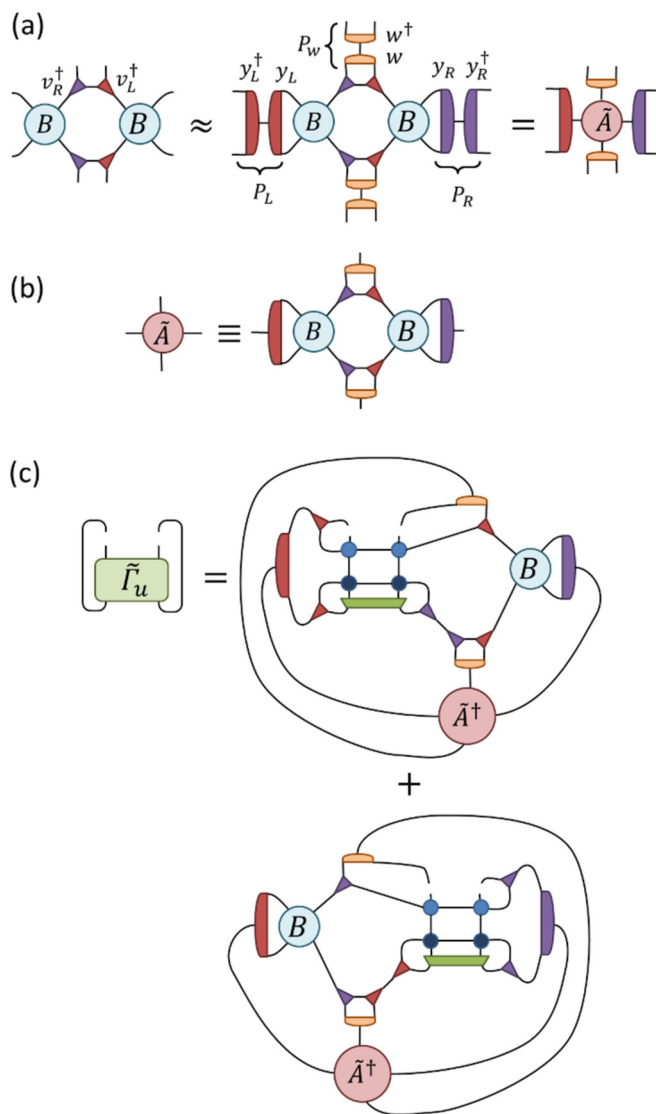 (a)
v_R^† v_L^† B B ≈ y_L^† y_L P_L B B P_w w^† w y_R y_R^† P_R = Ã
(b)
Ã ≡ B B
(c)
Γ̃_u = B Ã^†
+
B Ã^†